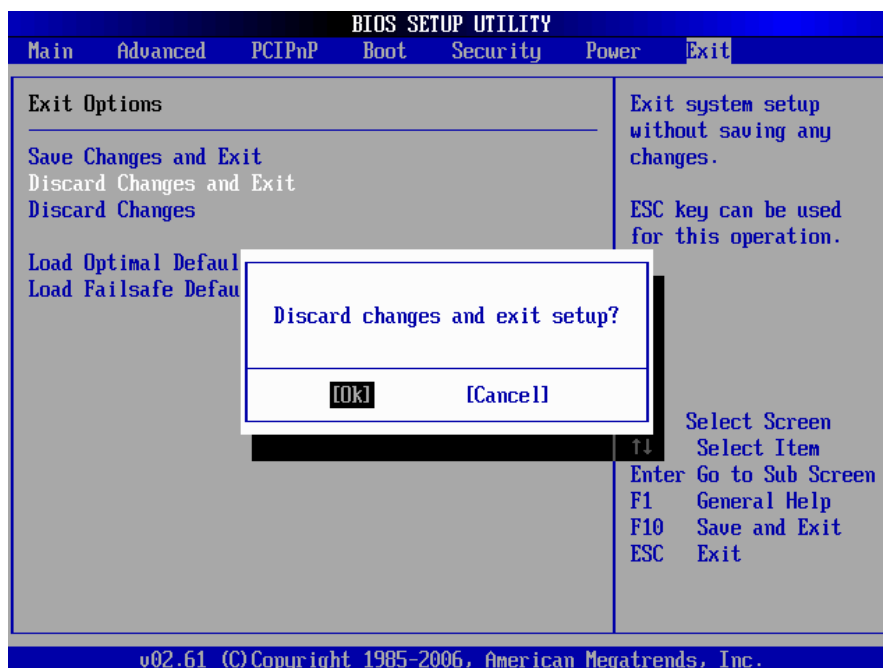 BIOS SETUP UTILITY
Main Advanced PCIPnP Boot Security Power Exit
Exit Options
Save Changes and Exit
Discard Changes and Exit
Discard Changes
Load Optimal Defaul
Load Failsafe Defau
Discard changes and exit setup?
[Ok] [Cancel]
Exit system setup
without saving any
changes.
ESC key can be used
for this operation.
Select Screen
↑↓ Select Item
Enter Go to Sub Screen
F1 General Help
F10 Save and Exit
ESC Exit
v02.61 (C)Copyright 1985-2006, American Megatrends, Inc.